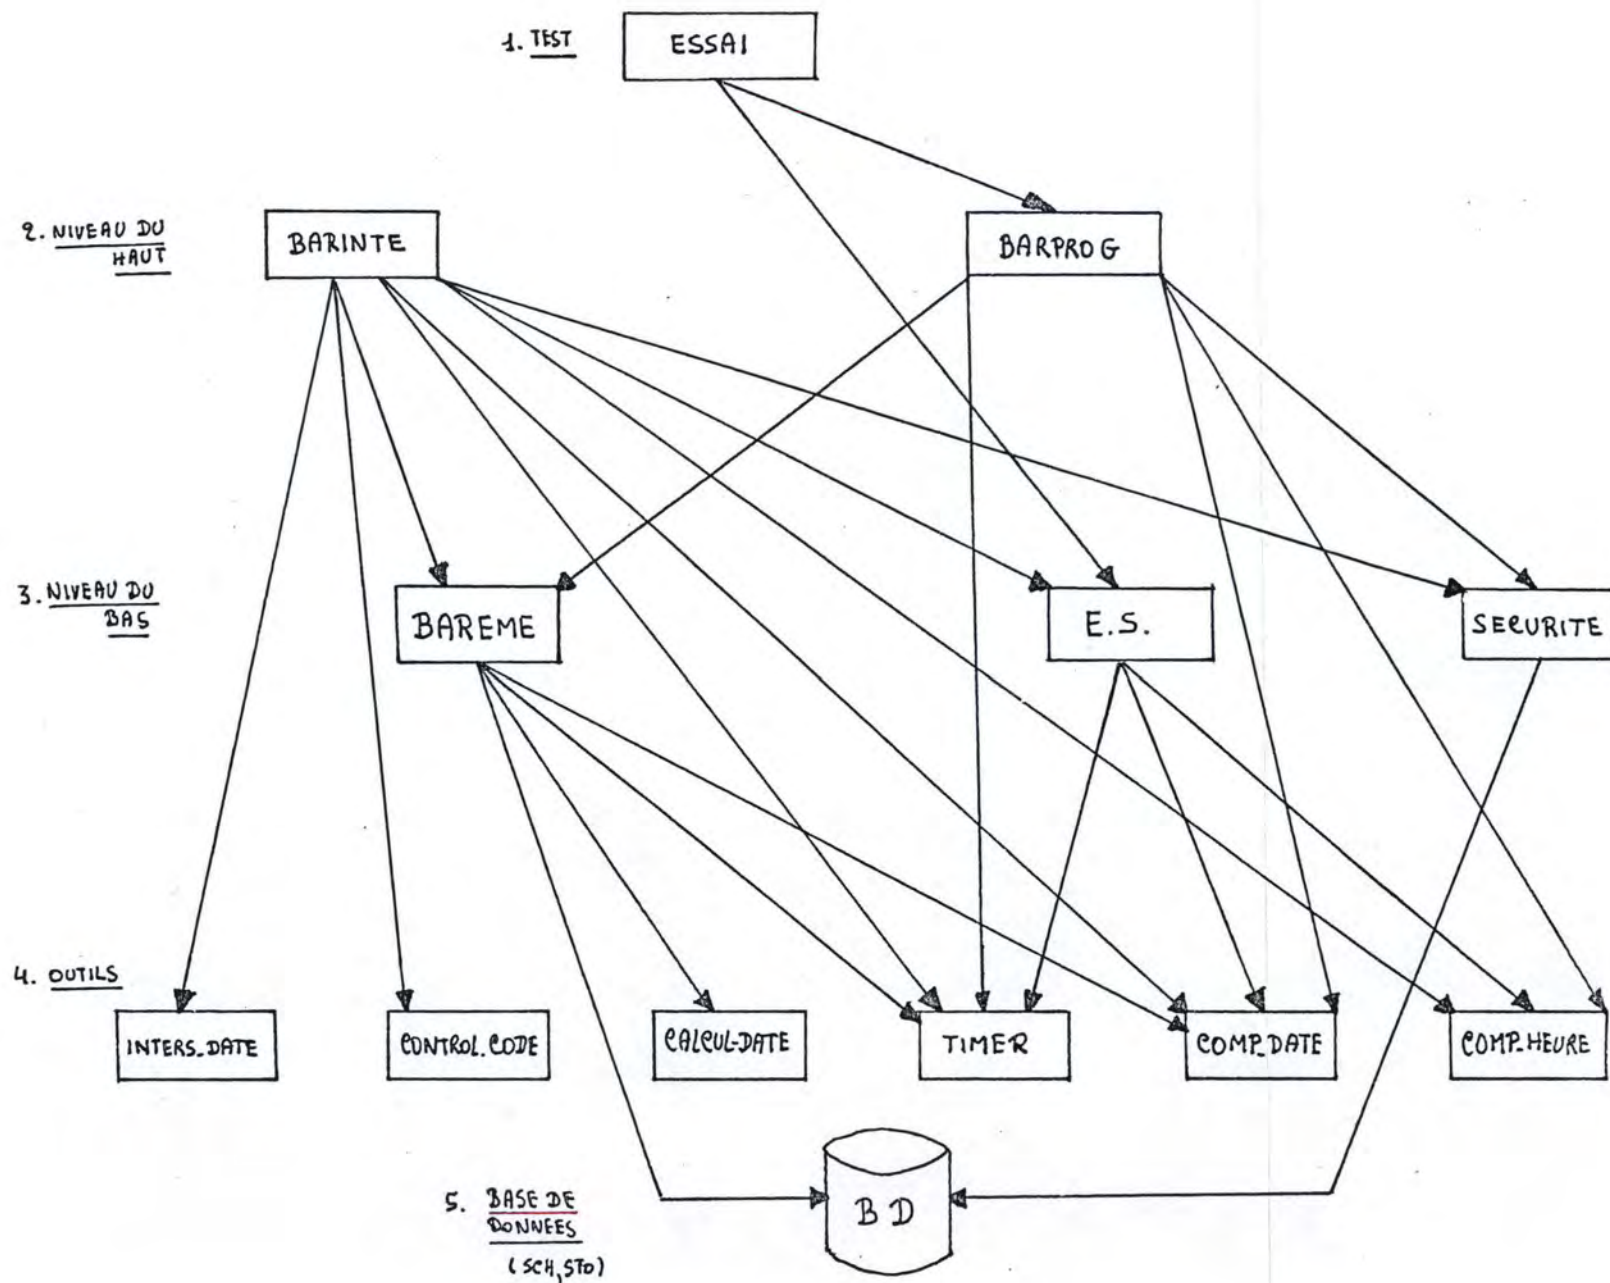 1. TEST
ESSAI
2. NIVEAU DU
HAUT
BARINTE
BARPROG
3. NIVEAU DU
BAS
BAREME
E.S.
SECURITE
4. OUTILS
INTERS_DATE
CONTROL.CODE
CALCUL-DATE
TIMER
COMP_DATE
COMP_HEURE
5. BASE DE
DONNEES
(SCH, STO)
BD